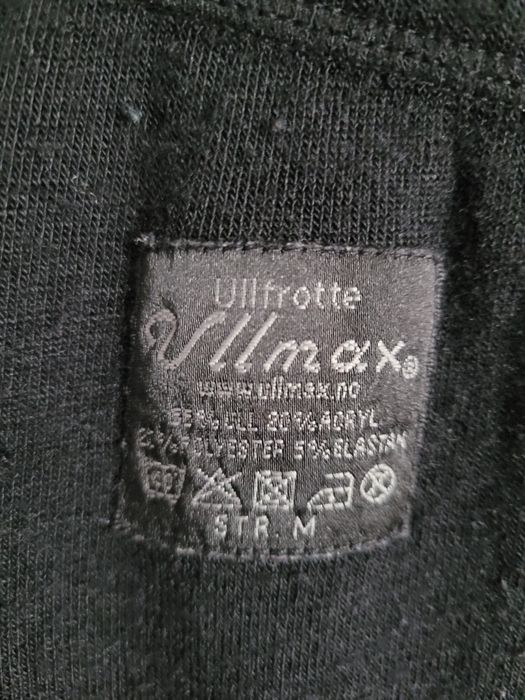 Ullfrotte
Ullmax®
www.ullmax.no
ULL 20% ACRYL
POLYESTER 5% ELASTAN
STR. M